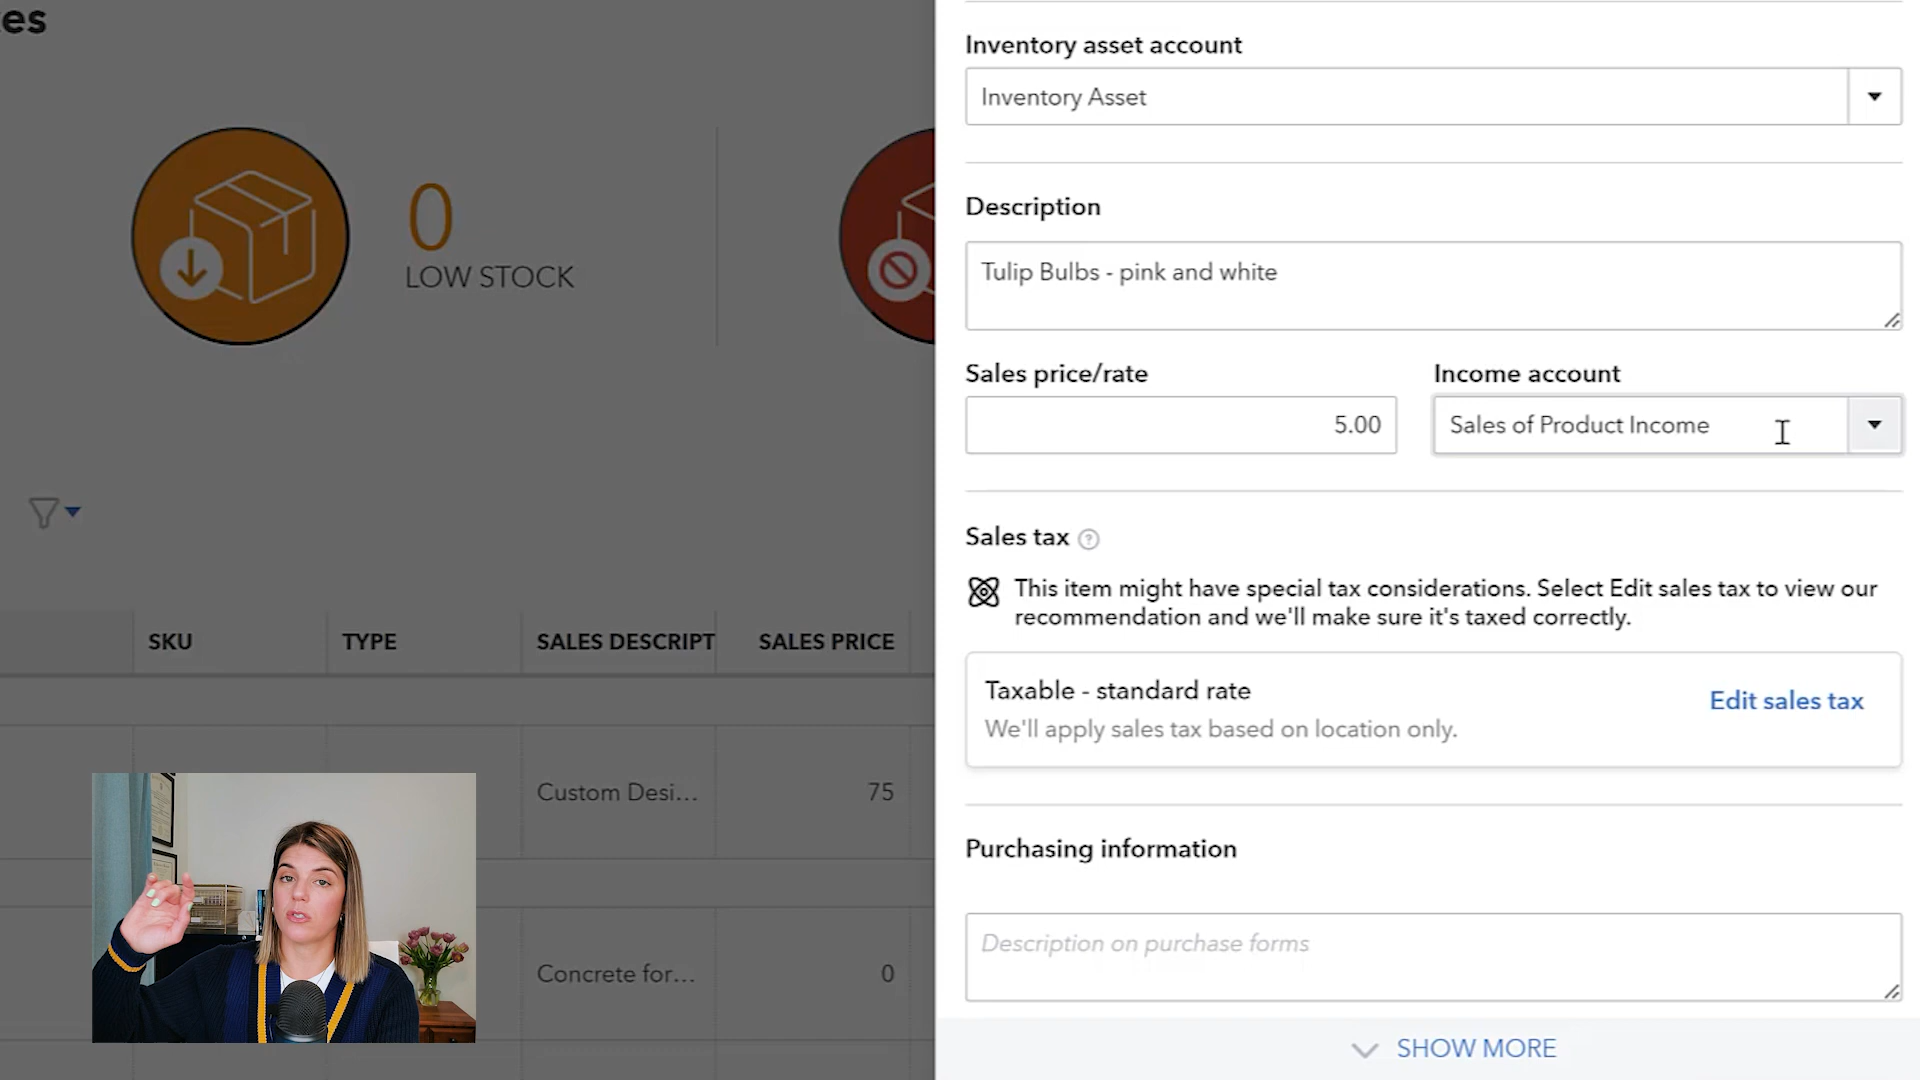 es
0
LOW STOCK
SKU
TYPE
SALES DESCRIPT
SALES PRICE
Custom Desi...
75
Concrete for...
0
Inventory asset account
Inventory Asset
Description
Tulip Bulbs - pink and white
Sales price/rate
Income account
5.00
Sales of Product Income
Sales tax ?
This item might have special tax considerations. Select Edit sales tax to view our
recommendation and we'll make sure it's taxed correctly.
Taxable - standard rate
Edit sales tax
We'll apply sales tax based on location only.
Purchasing information
Description on purchase forms
SHOW MORE